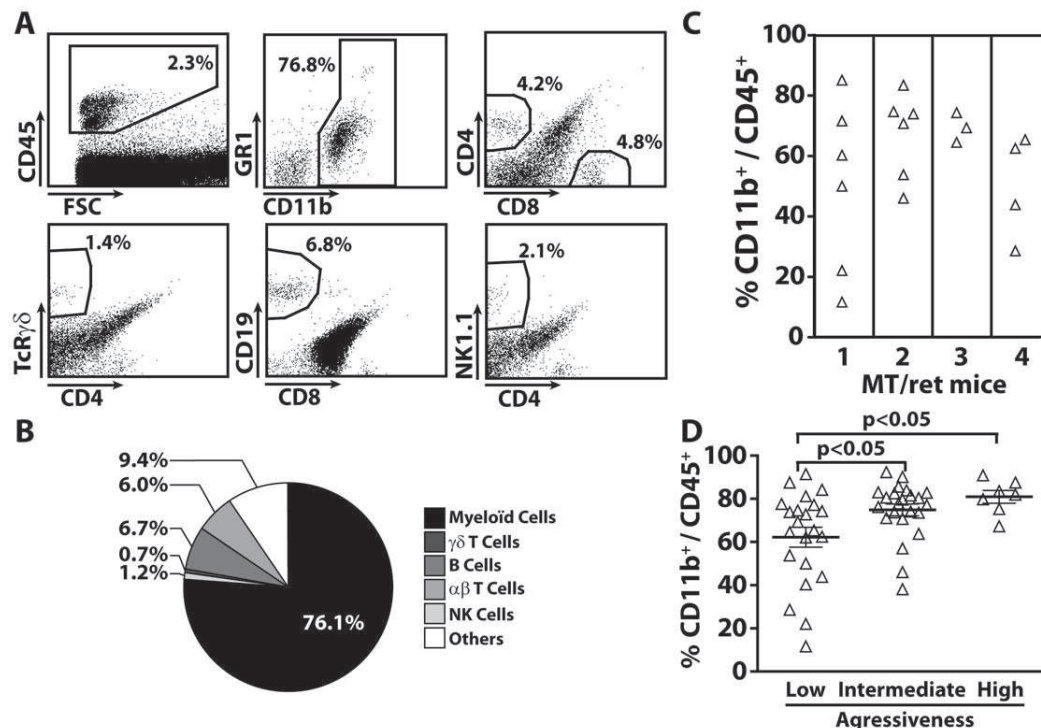 A
2.3%
CD45
FSC
76.8%
GR1
CD11b
4.2%
4.8%
CD4
CD8
1.4%
TcRγδ
CD4
6.8%
CD19
CD8
2.1%
NK1.1
CD4
B
9.4%
6.0%
6.7%
0.7%
1.2%
76.1%
Myeloïd Cells
γδ T Cells
B Cells
αβ T Cells
NK Cells
Others
C
% CD11b⁺ / CD45⁺
100
80
60
40
20
0
1 2 3 4
MT/ret mice
D
p<0.05
p<0.05
% CD11b⁺ / CD45⁺
100
80
60
40
20
0
Low Intermediate High
Agressiveness